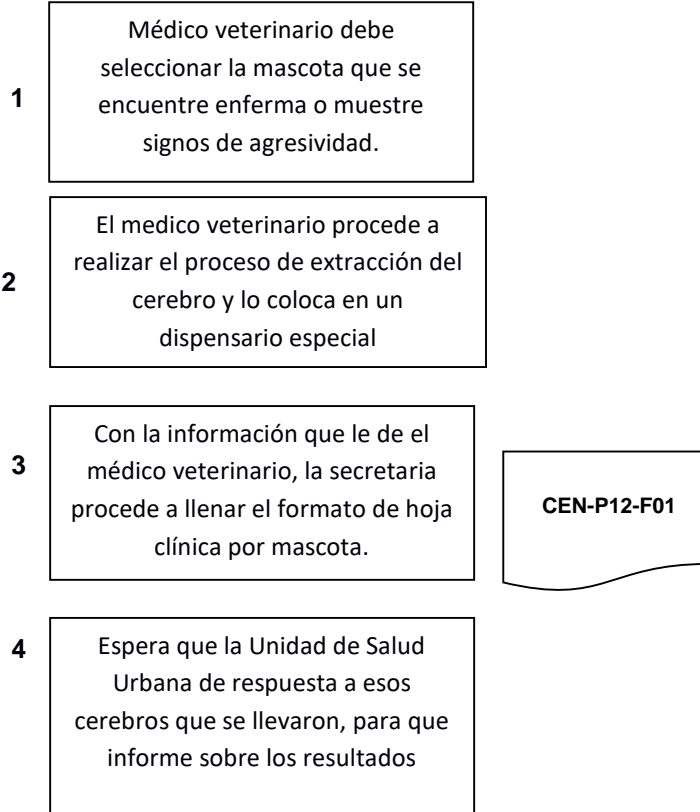 Médico veterinario debe
seleccionar la mascota que se
1
encuentre enferma o muestre
signos de agresividad.
El medico veterinario procede a
realizar el proceso de extracción del
2
cerebro y lo coloca en un
dispensario especial
Con la información que le de el
3
médico veterinario, la secretaria
procede a llenar el formato de hoja
clínica por mascota.
CEN-P12-F01
4
Espera que la Unidad de Salud
Urbana de respuesta a esos
cerebros que se llevaron, para que
informe sobre los resultados